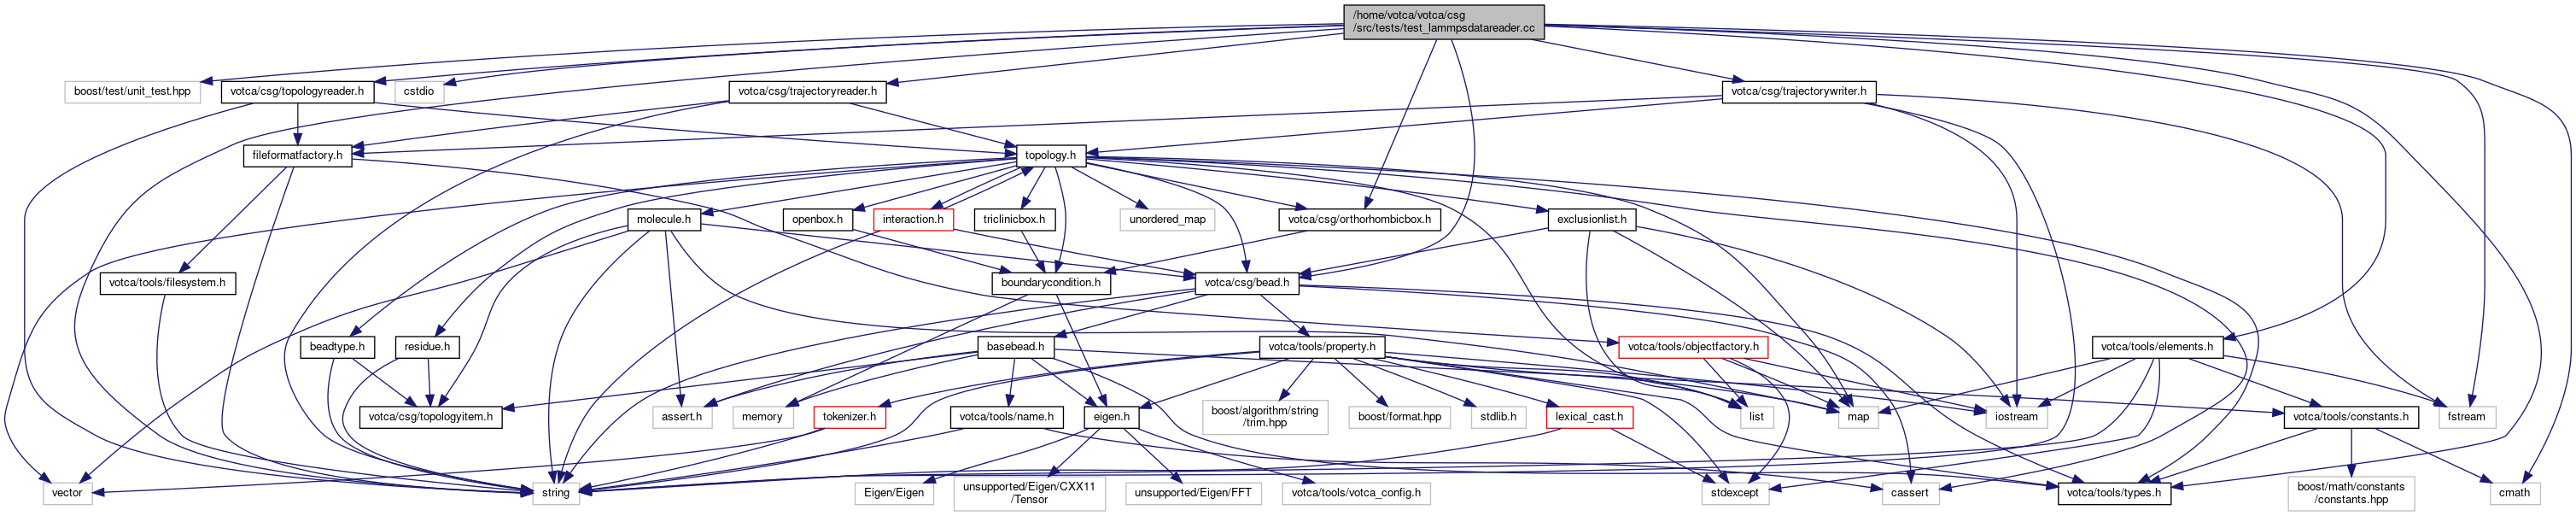 /home/votca/votca/csg
/src/tests/test_lammpsdatareader.cc
boost/test/unit_test.hpp
votca/csg/topologyreader.h
cstdio
votca/csg/trajectoryreader.h
votca/csg/trajectorywriter.h
fileformatfactory.h
topology.h
molecule.h
openbox.h
interaction.h
triclinicbox.h
unordered_map
votca/csg/orthorhombicbox.h
exclusionlist.h
votca/tools/filesystem.h
boundarycondition.h
votca/csg/bead.h
beadtype.h
residue.h
basebead.h
votca/tools/property.h
votca/tools/objectfactory.h
votca/tools/elements.h
votca/csg/topologyitem.h
assert.h
memory
tokenizer.h
votca/tools/name.h
eigen.h
boost/algorithm/string
/trim.hpp
boost/format.hpp
stdlib.h
lexical_cast.h
list
map
iostream
votca/tools/constants.h
fstream
vector
string
Eigen/Eigen
unsupported/Eigen/CXX11
/Tensor
unsupported/Eigen/FFT
votca/tools/votca_config.h
stdexcept
cassert
votca/tools/types.h
boost/math/constants
/constants.hpp
cmath